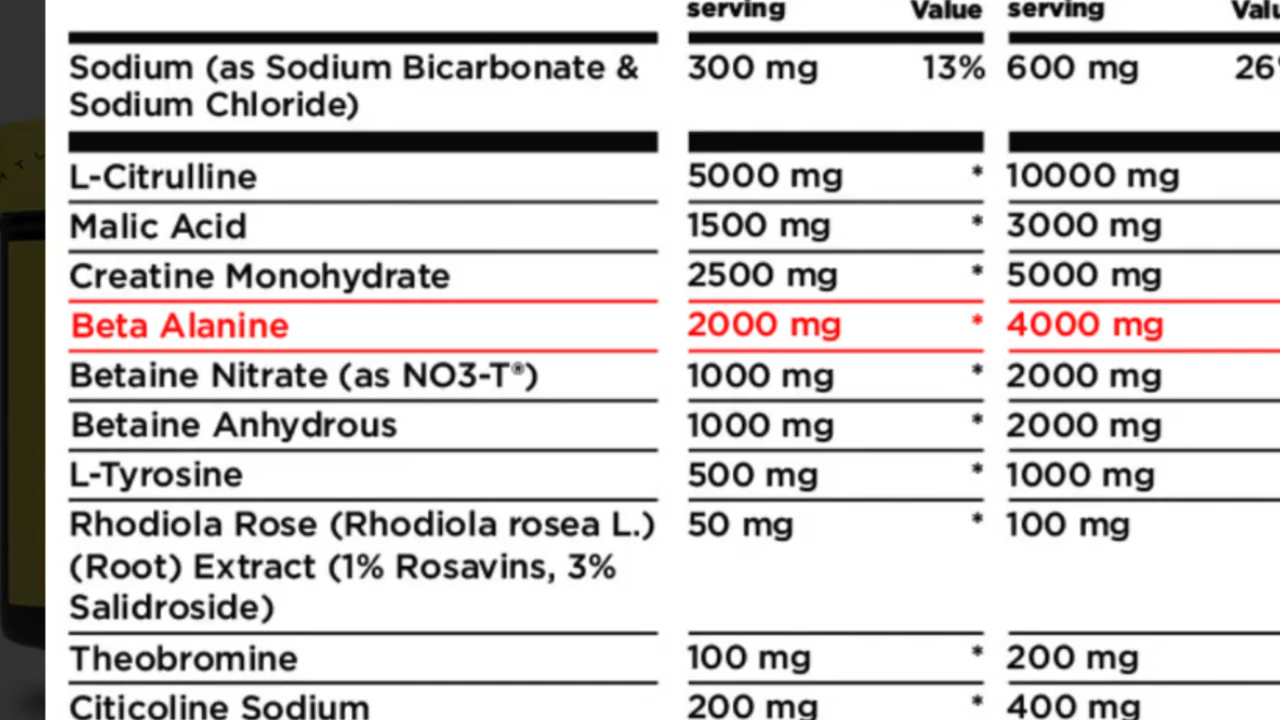 serving Value serving
Sodium (as Sodium Bicarbonate & 300 mg 13% 600 mg
Sodium Chloride)
L-Citrulline 5000 mg * 10000 mg
Malic Acid 1500 mg * 3000 mg
Creatine Monohydrate 2500 mg * 5000 mg
Beta Alanine 2000 mg * 4000 mg
Betaine Nitrate (as NO3-T®) 1000 mg * 2000 mg
Betaine Anhydrous 1000 mg * 2000 mg
L-Tyrosine 500 mg * 1000 mg
Rhodiola Rose (Rhodiola rosea L.) 50 mg * 100 mg
(Root) Extract (1% Rosavins, 3%
Salidroside)
Theobromine 100 mg * 200 mg
Citicoline Sodium 200 mg * 400 mg